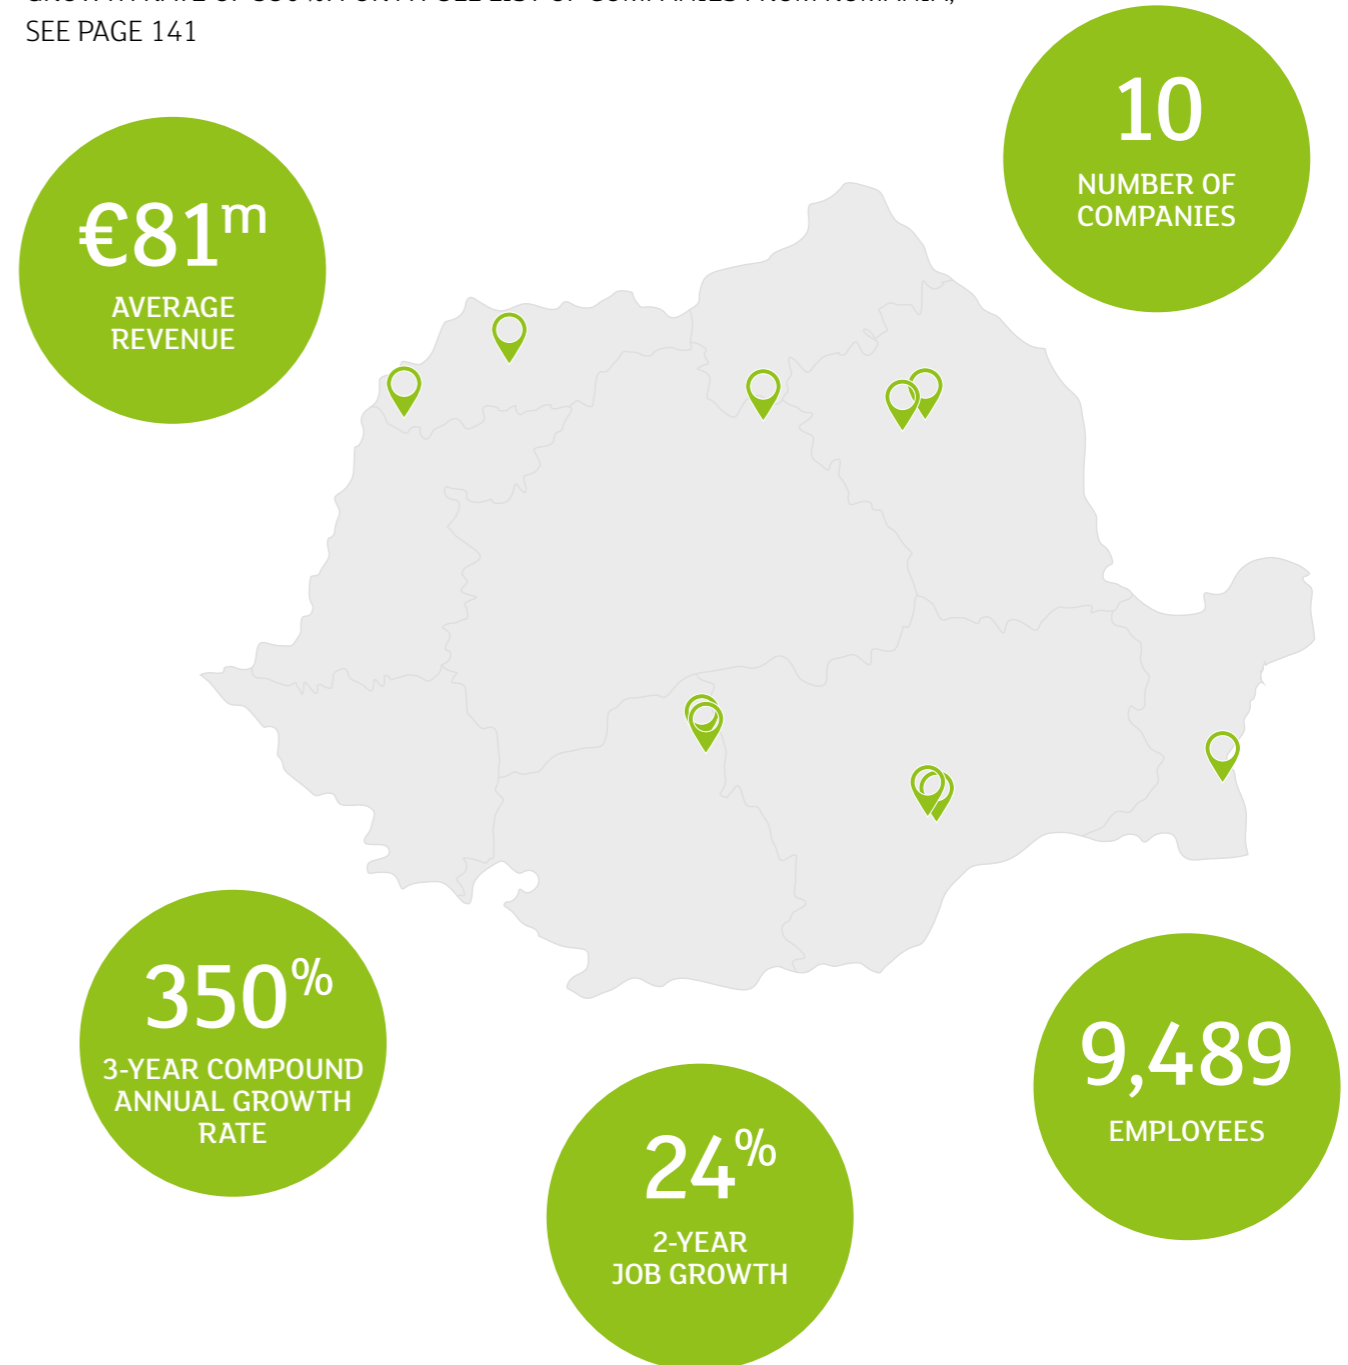 SEE PAGE 141
10
NUMBER OF
COMPANIES
€81m
AVERAGE
REVENUE
350%
3-YEAR COMPOUND
ANNUAL GROWTH
RATE
9,489
EMPLOYEES
24%
2-YEAR
JOB GROWTH